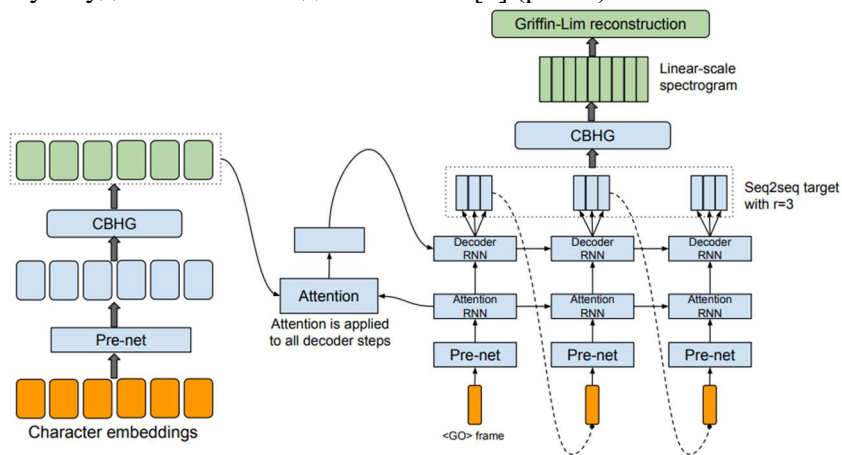 Griffin-Lim reconstruction
Linear-scale
spectrogram
CBHG
Seq2seq target
with r=3
CBHG
Decoder
RNN
Decoder
RNN
Decoder
RNN
Attention
Attention is applied
to all decoder steps
Attention
RNN
Attention
RNN
Attention
RNN
Pre-net
Pre-net
Pre-net
Pre-net
<GO> frame
Character embeddings